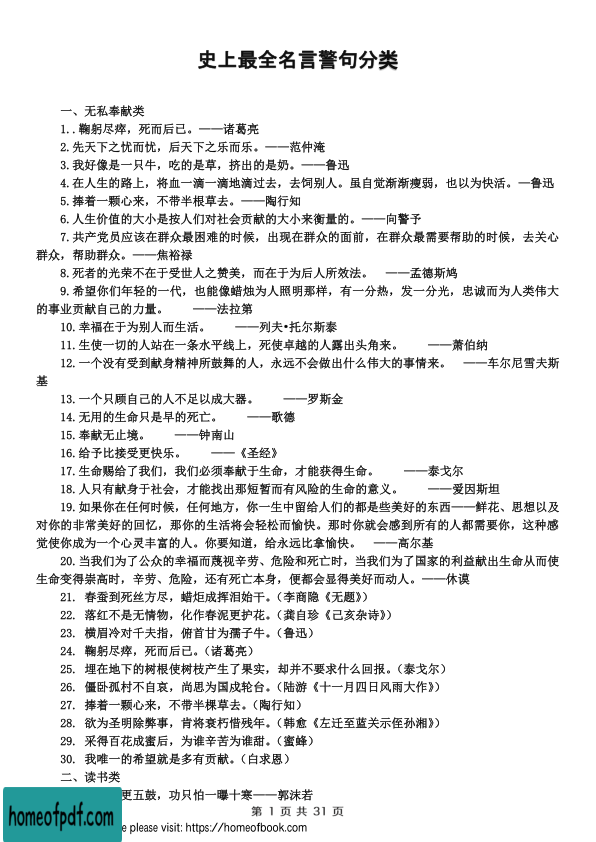 史上最全名言警句分类
一、无私奉献类
1..鞠躬尽瘁，死而后已。——诸葛亮
2.先天下之忧而忧，后天下之乐而乐。——范仲淹
3.我好像是一只牛，吃的是草，挤出的是奶。——鲁迅
4.在人生的路上，将血一滴一滴地滴过去，去饲别人。虽自觉渐渐瘦弱，也以为快活。—鲁迅
5.捧着一颗心来，不带半根草去。——陶行知
6.人生价值的大小是按人们对社会贡献的大小来衡量的。——向警予
7.共产党员应该在群众最困难的时候，出现在群众的面前，在群众最需要帮助的时候，去关心
群众，帮助群众。——焦裕禄
8.死者的光荣不在于受世人之赞美，而在于为后人所效法。 ——孟德斯鸠
9.希望你们年轻的一代，也能像蜡烛为人照明那样，有一分热，发一分光，忠诚而为人类伟大
的事业贡献自己的力量。 ——法拉第
10.幸福在于为别人而生活。 ——列夫•托尔斯泰
11.生使一切的人站在一条水平线上，死使卓越的人露出头角来。 ——萧伯纳
12.一个没有受到献身精神所鼓舞的人，永远不会做出什么伟大的事情来。 ——车尔尼雪夫斯
基
13.一个只顾自己的人不足以成大器。 ——罗斯金
14.无用的生命只是早的死亡。 ——歌德
15.奉献无止境。 ——钟南山
16.给予比接受更快乐。 ——《圣经》
17.生命赐给了我们，我们必须奉献于生命，才能获得生命。 ——泰戈尔
18.人只有献身于社会，才能找出那短暂而有风险的生命的意义。 ——爱因斯坦
19.如果你在任何时候，任何地方，你一生中留给人们的都是些美好的东西——鲜花、思想以及
对你的非常美好的回忆，那你的生活将会轻松而愉快。那时你就会感到所有的人都需要你，这种感
觉使你成为一个心灵丰富的人。你要知道，给永远比拿愉快。 ——高尔基
20.当我们为了公众的幸福而蔑视辛劳、危险和死亡时，当我们为了国家的利益献出生命从而使
生命变得崇高时，辛劳、危险，还有死亡本身，便都会显得美好而动人。——休谟
21. 春蚕到死丝方尽，蜡炬成挥泪始干。（李商隐《无题》）
22. 落红不是无情物，化作春泥更护花。（龚自珍《己亥杂诗》）
23. 横眉冷对千夫指，俯首甘为孺子牛。（鲁迅）
24. 鞠躬尽瘁，死而后已。（诸葛亮）
25. 埋在地下的树根使树枝产生了果实，却并不要求什么回报。（泰戈尔）
26. 僵卧孤村不自哀，尚思为国戍轮台。（陆游《十一月四日风雨大作》）
27. 捧着一颗心来，不带半棵草去。（陶行知）
28. 欲为圣明除弊事，肯将衰朽惜残年。（韩愈《左迁至蓝关示侄孙湘》）
29. 采得百花成蜜后，为谁辛苦为谁甜。（蜜蜂）
30. 我唯一的希望就是多有贡献。（白求恩）
二、读书类
更五鼓，功只怕一曝十寒——郭沫若
第 1 页 共 31 页
homeofpdf.com
e please visit: https://homeofbook.com